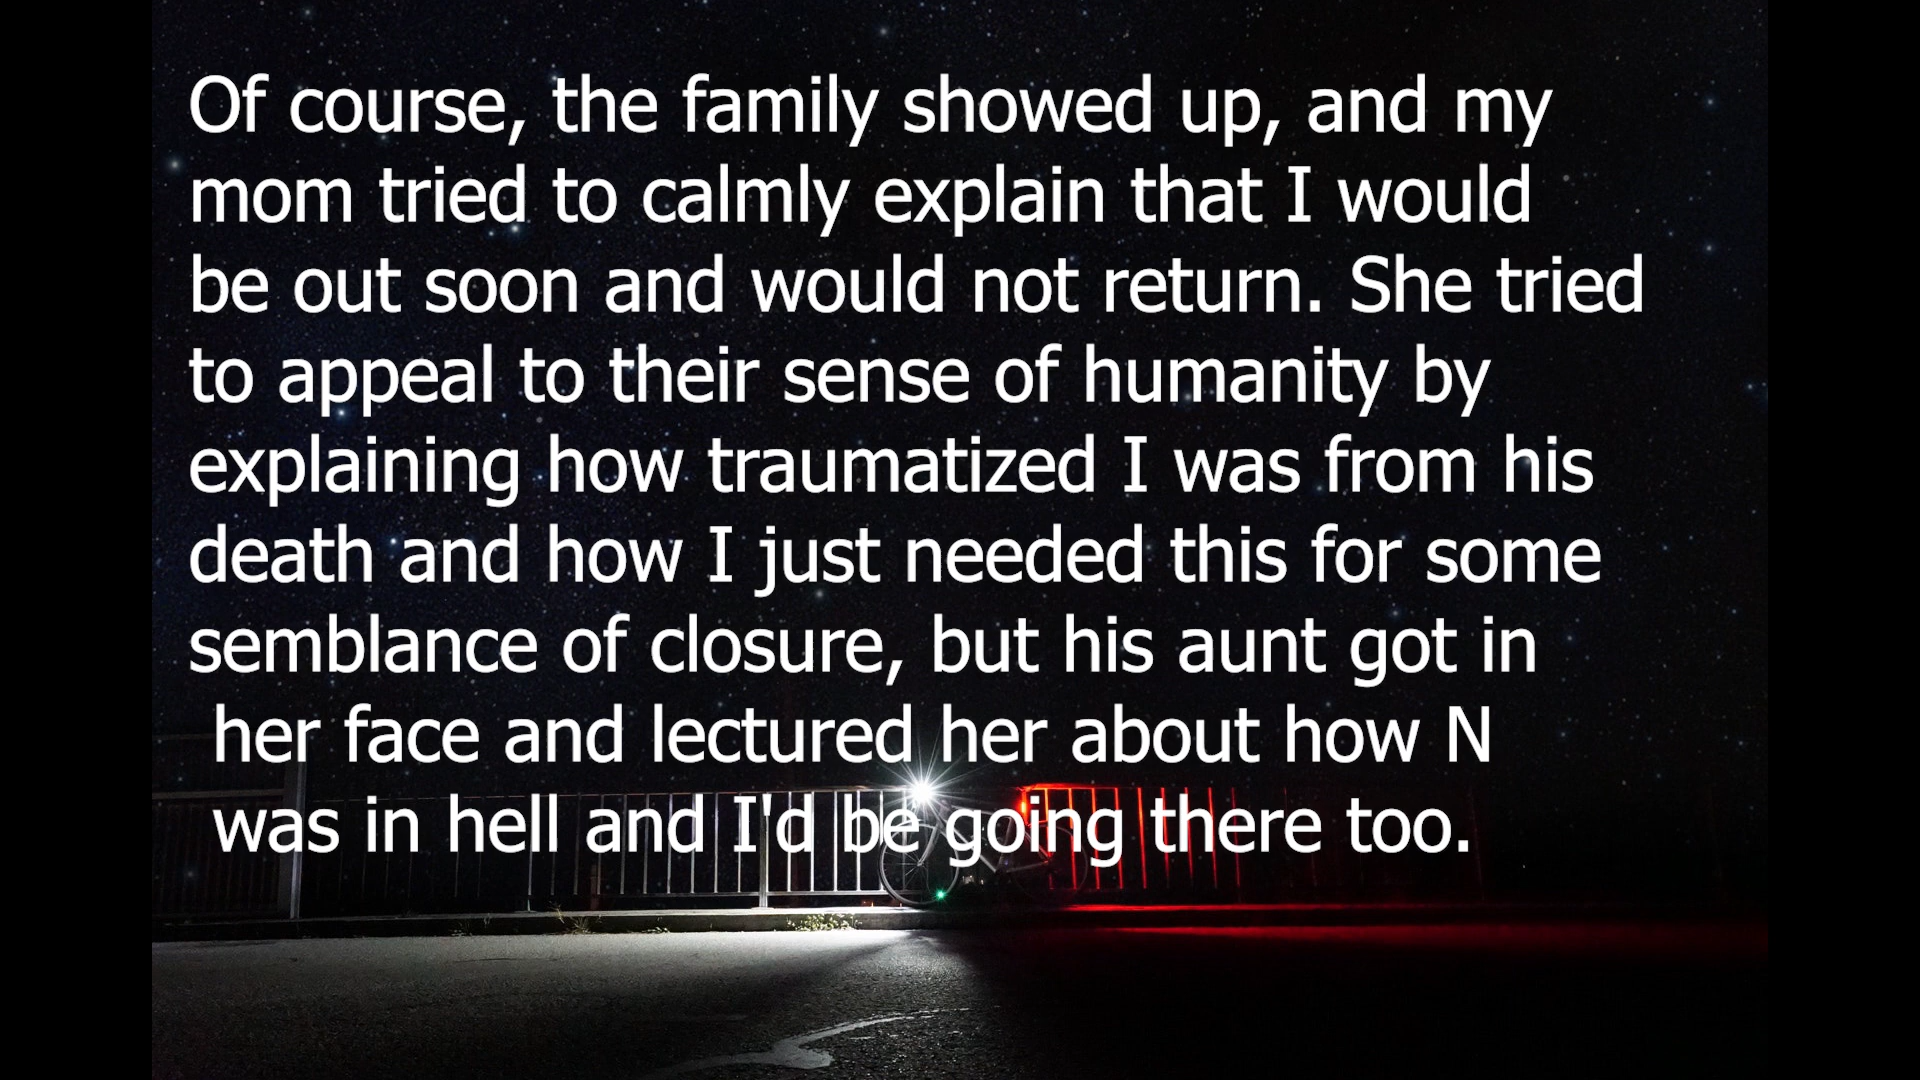 Of course, the family showed up, and my
mom tried to calmly explain that I would
be out soon and would not return. She tried
to appeal to their sense of humanity by
explaining how traumatized I was from his
death and how I just needed this for some
semblance of closure, but his aunt got in
her face and lectured her about how N
was in hell and I'd be going there too.